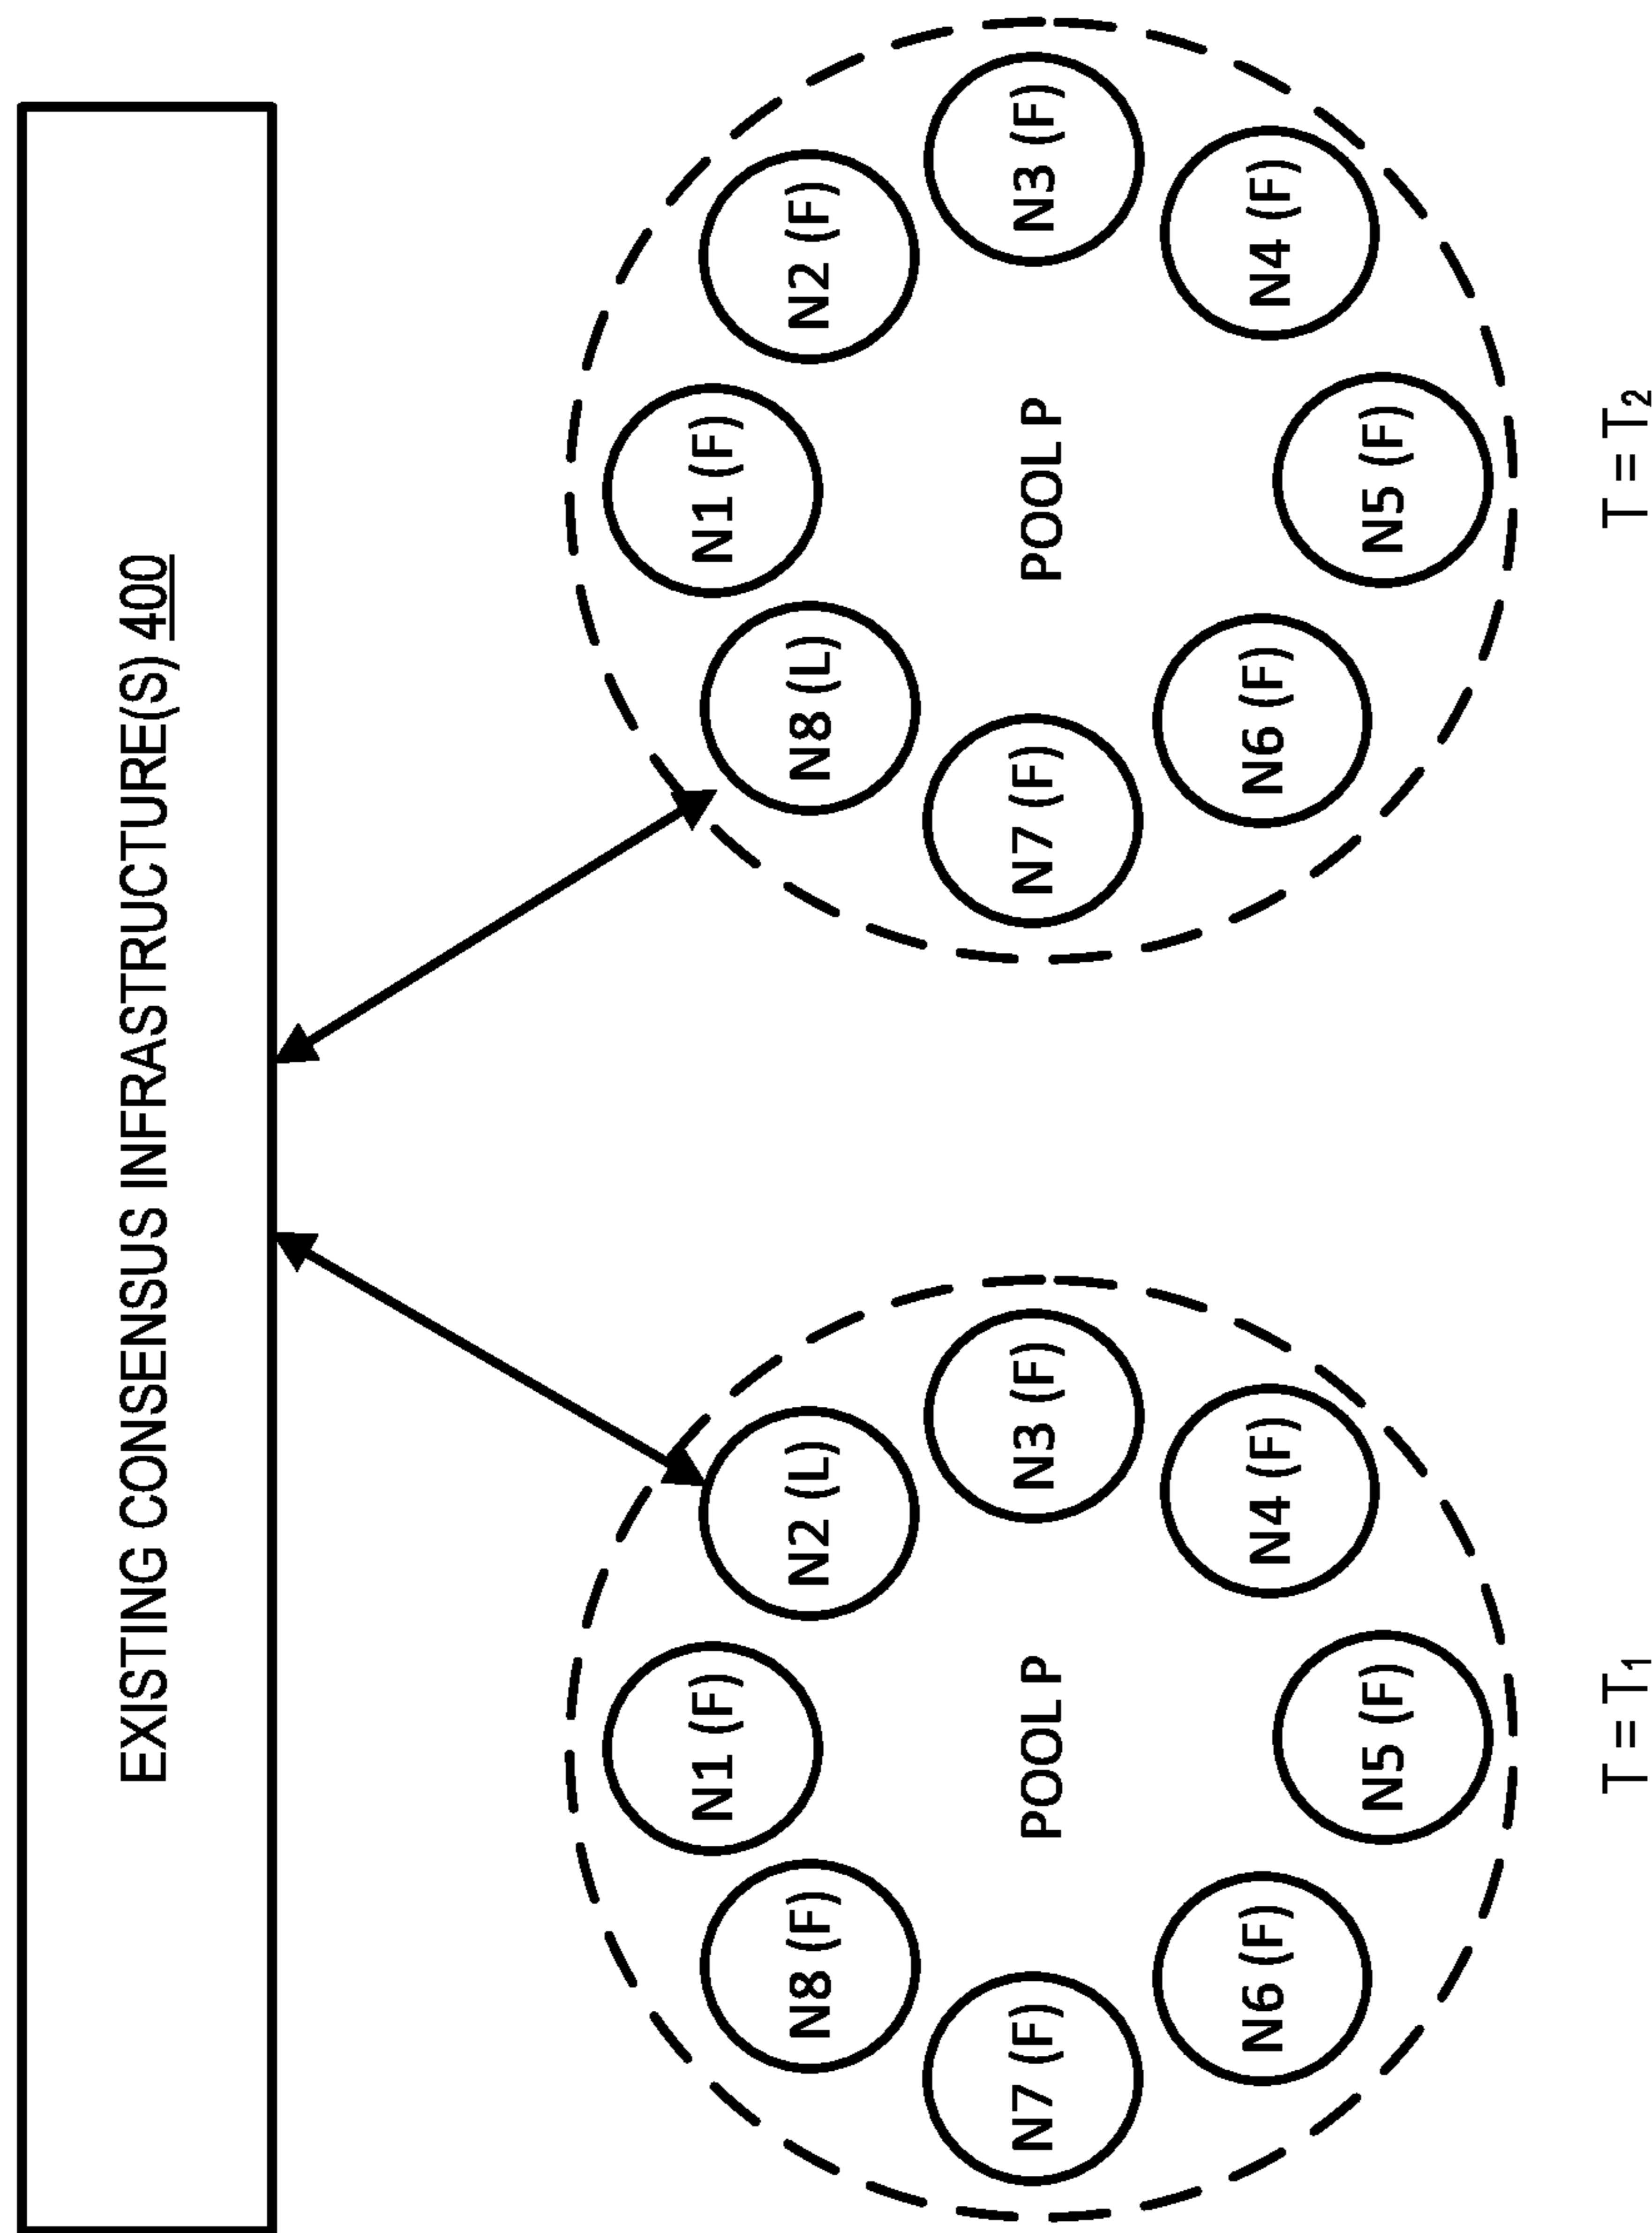 EXISTING CONSENSUS INFRASTRUCTURE(S) 400
N1 (F)
N8 (F)
N2 (L)
N7 (F)
POOL P
N3 (F)
N6 (F)
N4 (F)
N5 (F)
T = T1
N1 (F)
N8 (L)
N2 (F)
N7 (F)
POOL P
N3 (F)
N6 (F)
N4 (F)
N5 (F)
T = T2